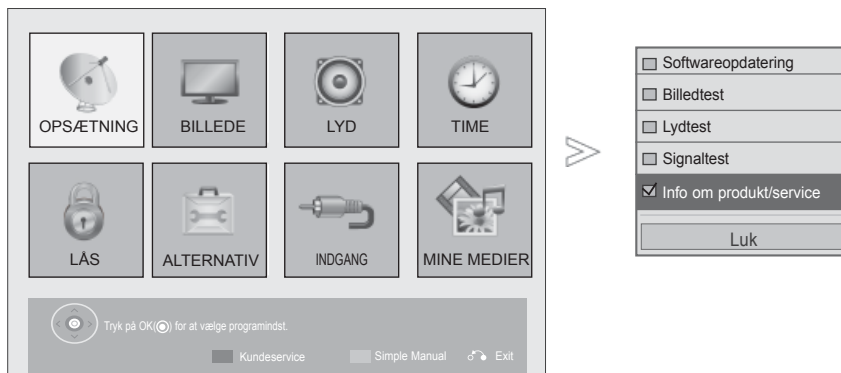 OPSÆTNING
BILLEDE
LYD
TIME
LÅS
ALTERNATIV
INDGANG
MINE MEDIER
Tryk på OK(◉) for at vælge programindst.
Kundeservice
Simple Manual
Exit
Softwareopdatering
Billedtest
Lydtest
Signaltest
Info om produkt/service
Luk